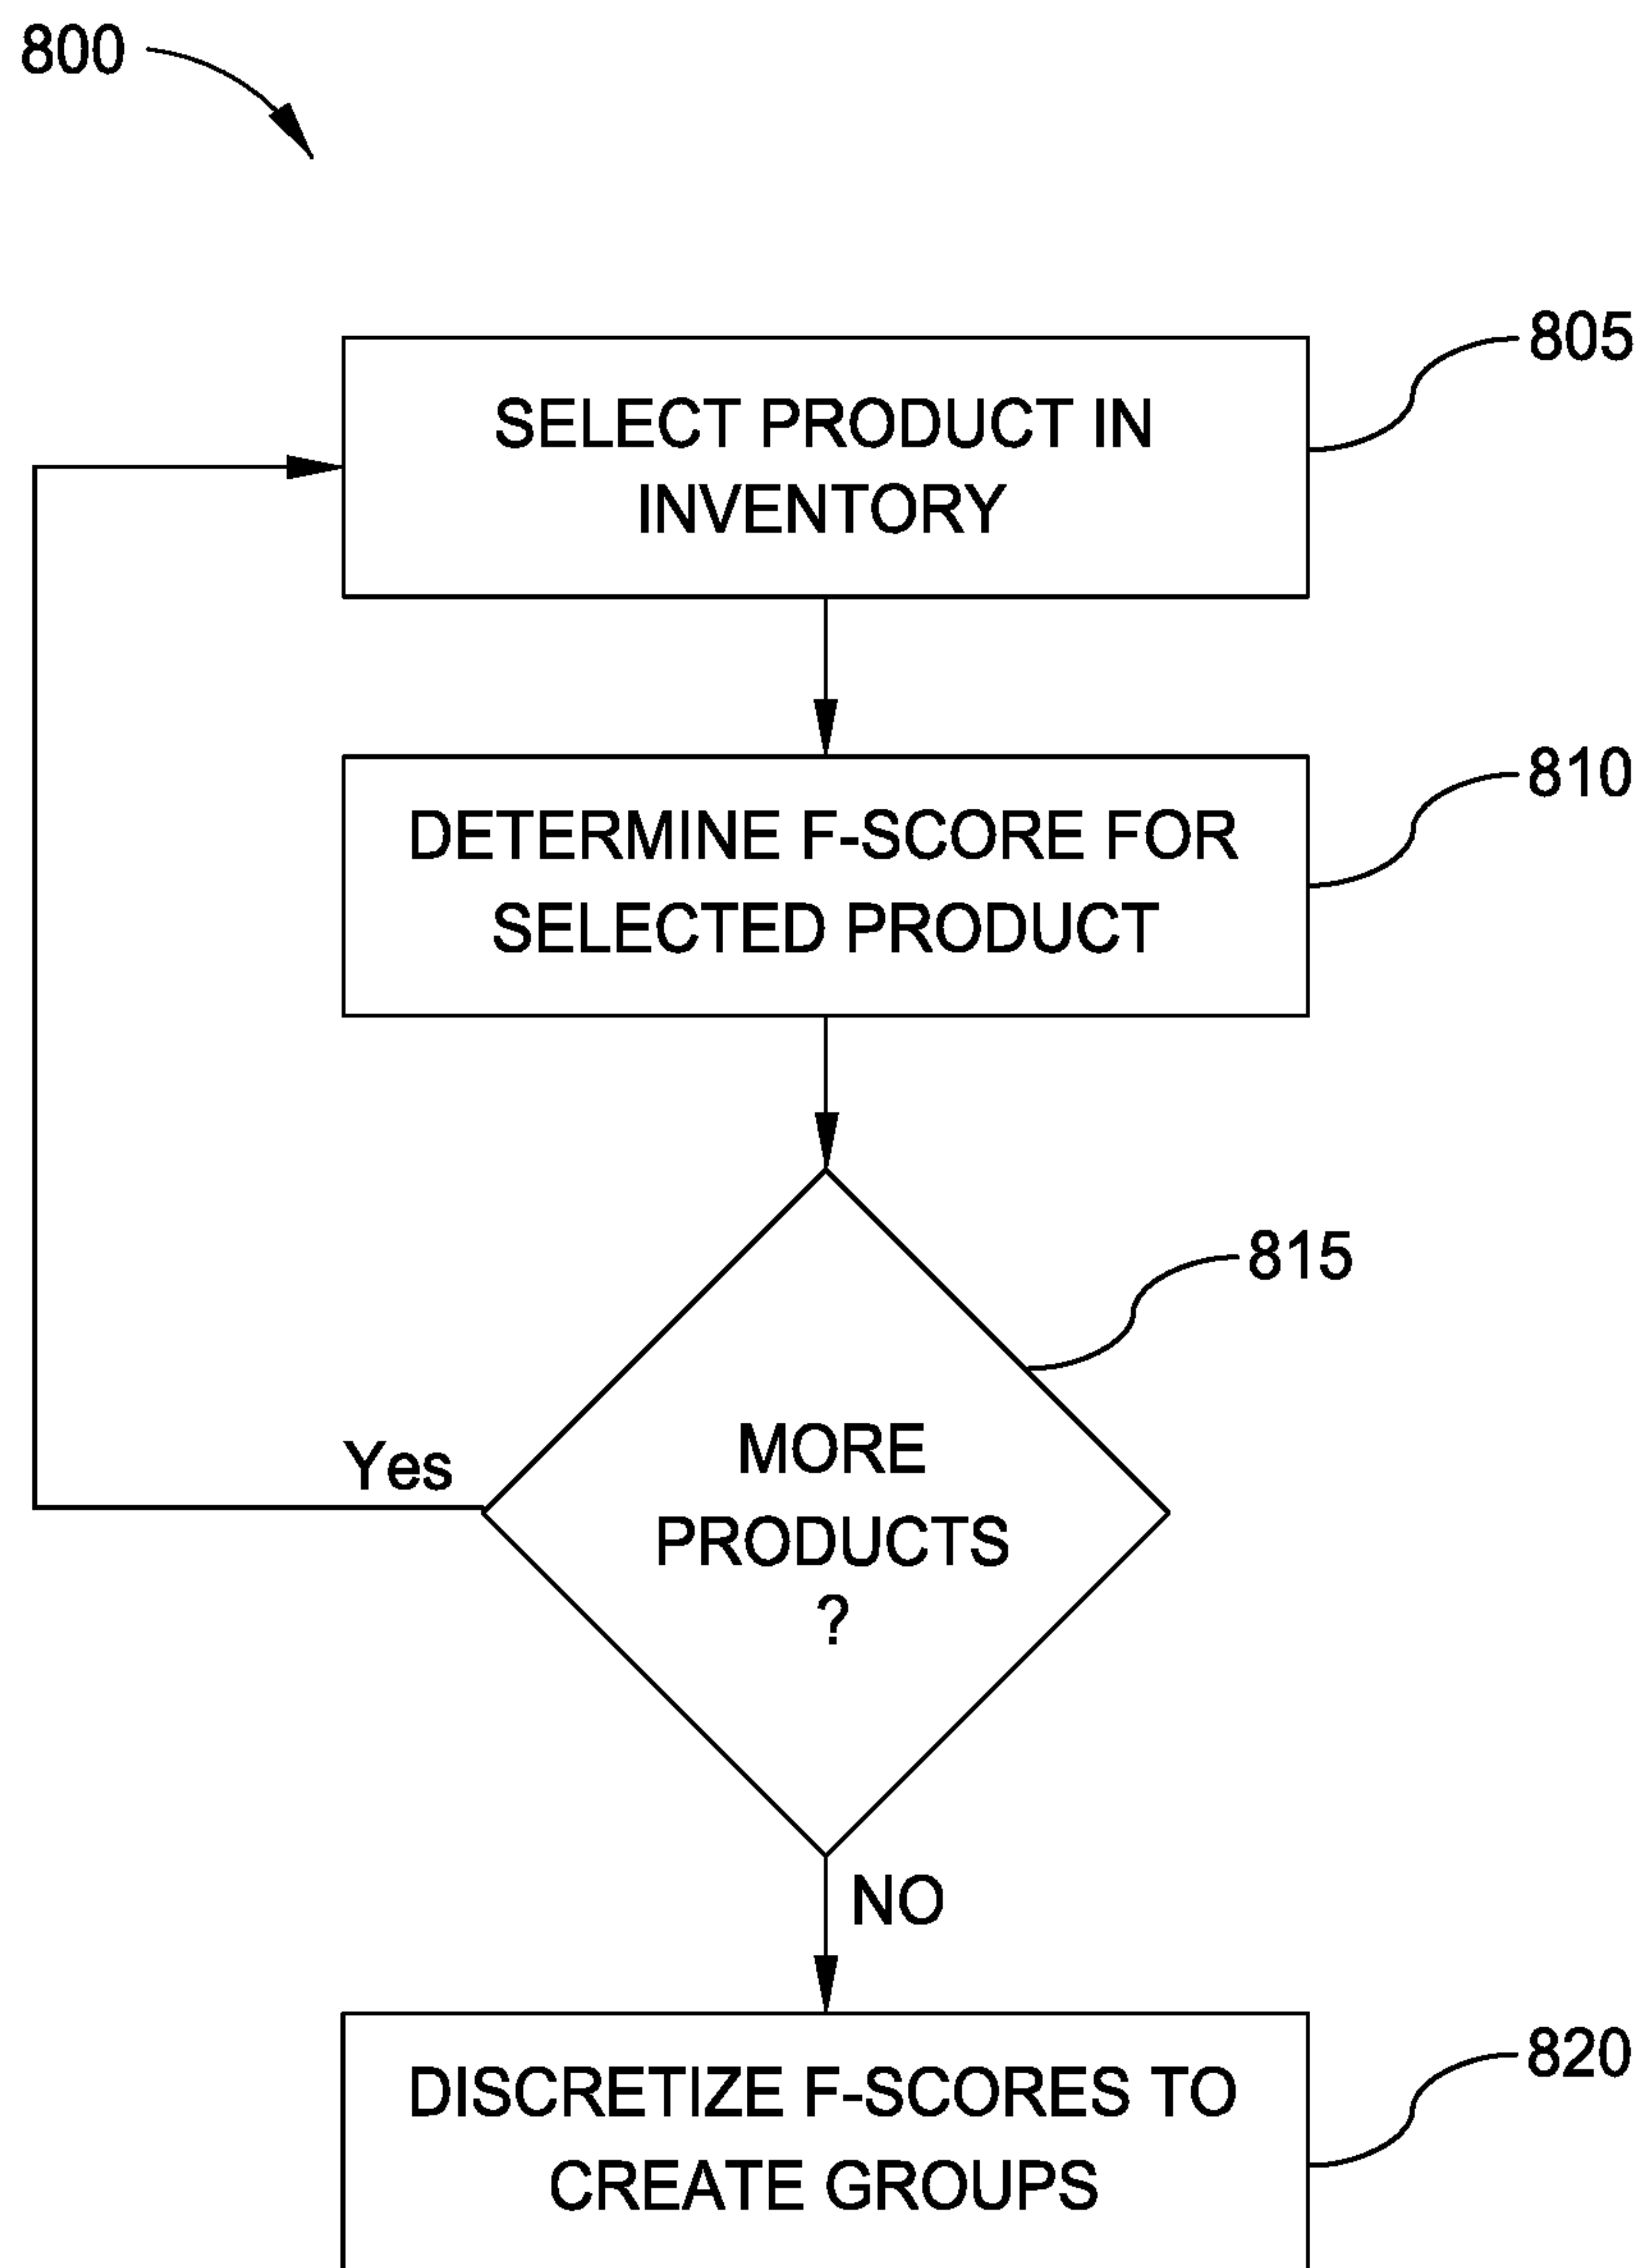 800
805
SELECT PRODUCT IN
INVENTORY
810
DETERMINE F-SCORE FOR
SELECTED PRODUCT
815
Yes
MORE
PRODUCTS
?
NO
820
DISCRETIZE F-SCORES TO
CREATE GROUPS